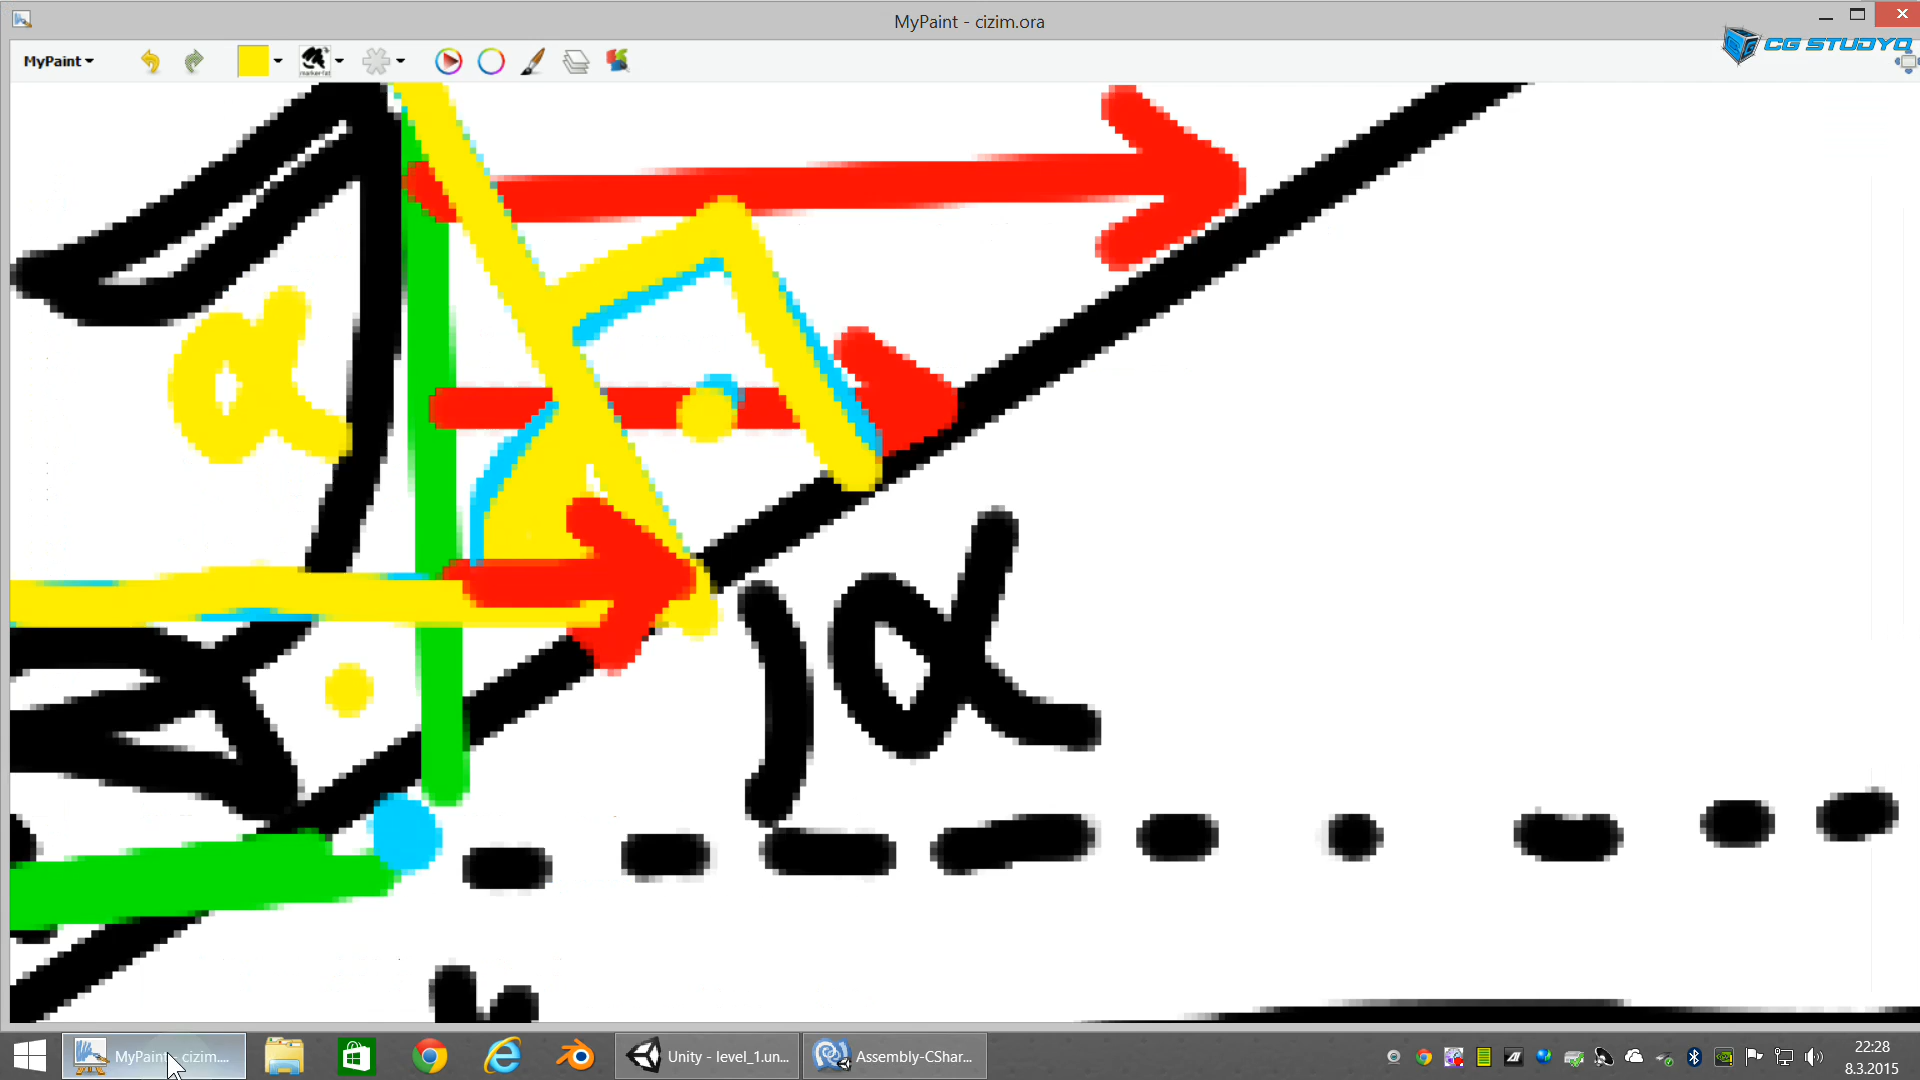 MyPaint - cizim.ora
MyPaint
CG STUDYO
α
α
MyPaint - cizim....
Unity - level_1.un...
Assembly-CShar...
22:28
8.3.2015